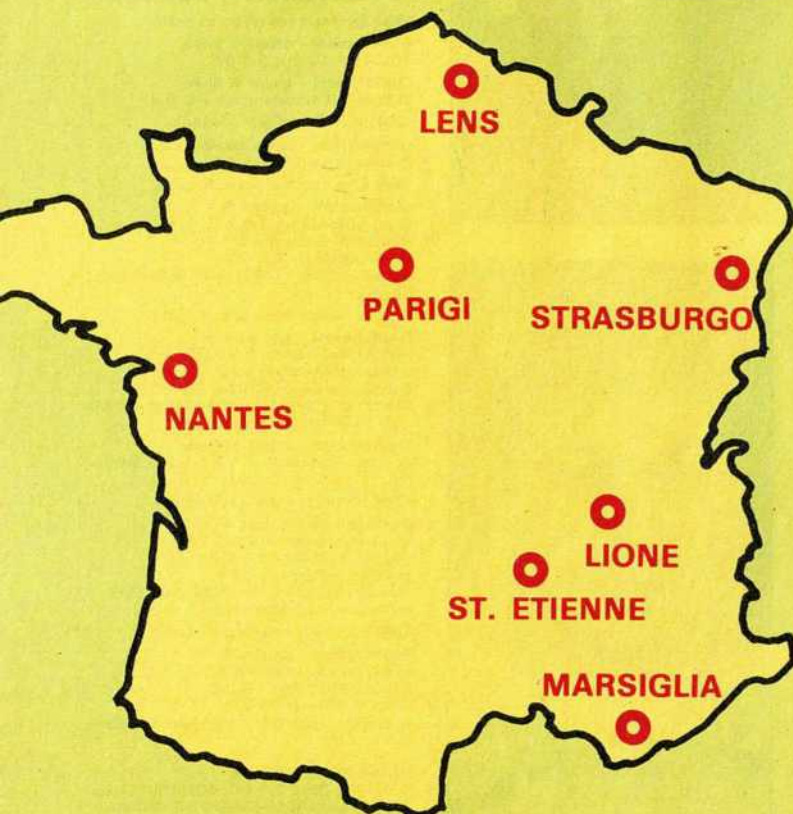 LENS
PARIGI
STRASBURGO
NANTES
LIONE
ST. ETIENNE
MARSIGLIA